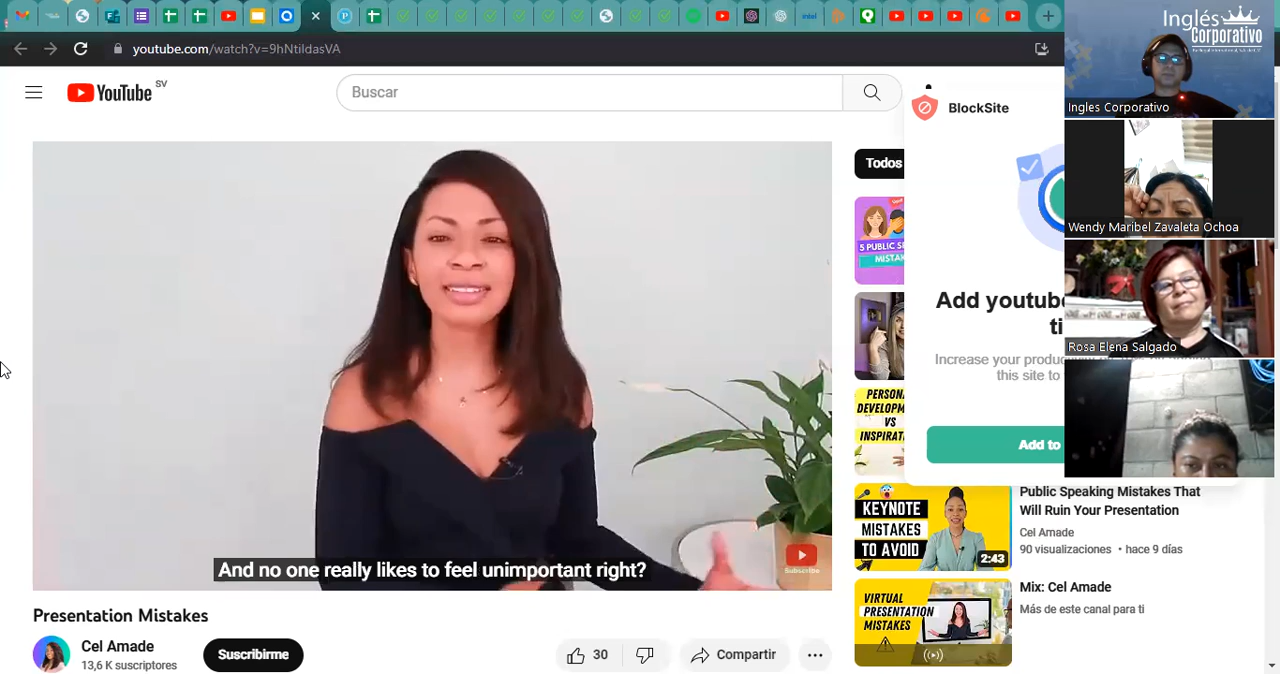 intel
youtube.com/watch?v=9hNtiIdasVA
YouTube SV
Buscar
BlockSite
Todos
5 PUBLIC
MISTAK
Add youtube
ti
Increase your
this site to
PERSON
DEVELOPM
VS
INSPIRATI
Add to
And no one really likes to feel unimportant right?
Subscribe
KEYNOTE
MISTAKES
TO AVOID
2:43
Public Speaking Mistakes That
Will Ruin Your Presentation
Cel Amade
90 visualizaciones • hace 9 días
VIRTUAL
PRESENTATION
MISTAKES
Mix: Cel Amade
Más de este canal para ti
Presentation Mistakes
Cel Amade
13,6 K suscriptores
Suscribirme
30
Compartir
Inglés
Corporativo
Ingles Corporativo
Wendy Maribel Zavaleta Ochoa
Rosa Elena Salgado